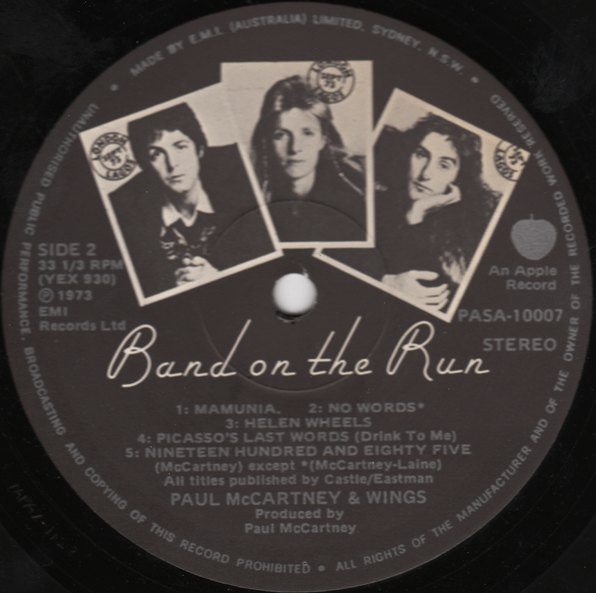 MADE BY E.M.I. (AUSTRALIA) LIMITED, SYDNEY, N.S.W.
UNAUTHORISED PUBLIC PERFORMANCE, BROADCASTING AND COPYING OF THIS RECORD PROHIBITED • ALL RIGHTS OF THE MANUFACTURER AND OF THE OWNER OF THE RECORDED WORK RESERVED
LONDON
LAGOS
LONDON
LAGOS
SIDE 2
33 1/3 RPM
(YEX 930)
Ⓟ 1973
EMI
Records Ltd
An Apple
Record
PASA-10007
STEREO
Band on the Run
1: MAMUNIA. 2: NO WORDS*
3: HELEN WHEELS
4: PICASSO'S LAST WORDS (Drink To Me)
5: NINETEEN HUNDRED AND EIGHTY FIVE
(McCartney) except *(McCartney-Laine)
All titles published by Castle/Eastman
PAUL McCARTNEY & WINGS
Produced by
Paul McCartney